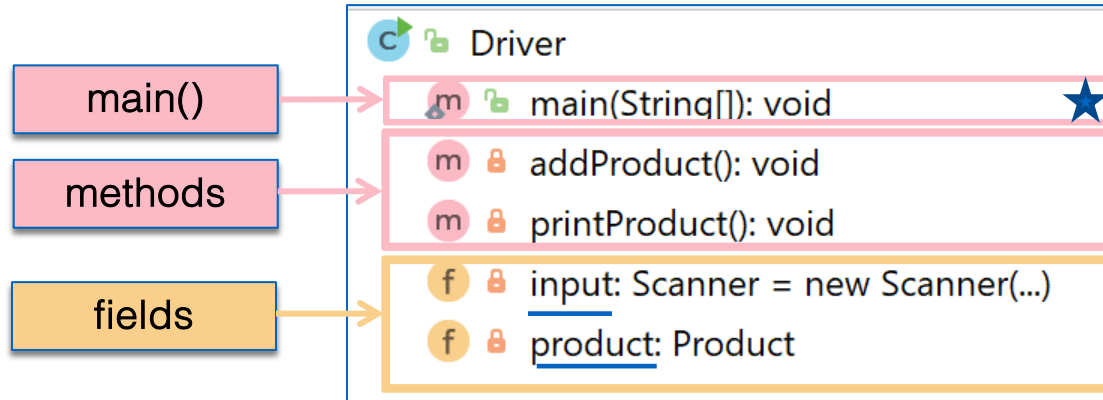 C Driver
main()
m main(String[]): void
methods
m addProduct(): void
m printProduct(): void
fields
f input: Scanner = new Scanner(...)
f product: Product